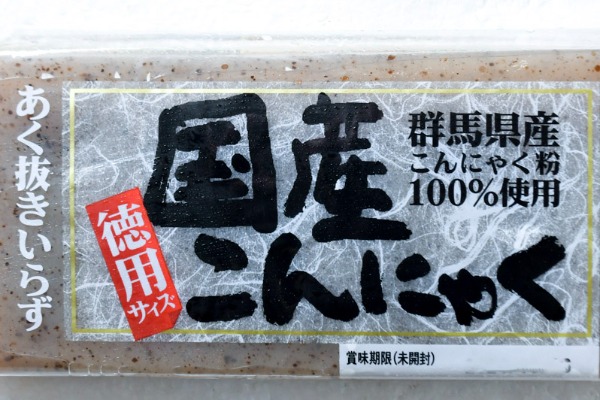 あく抜きいらず
国産
こんにゃく
群馬県産
こんにゃく粉
100%使用
徳用
サイズ
賞味期限(未開封)